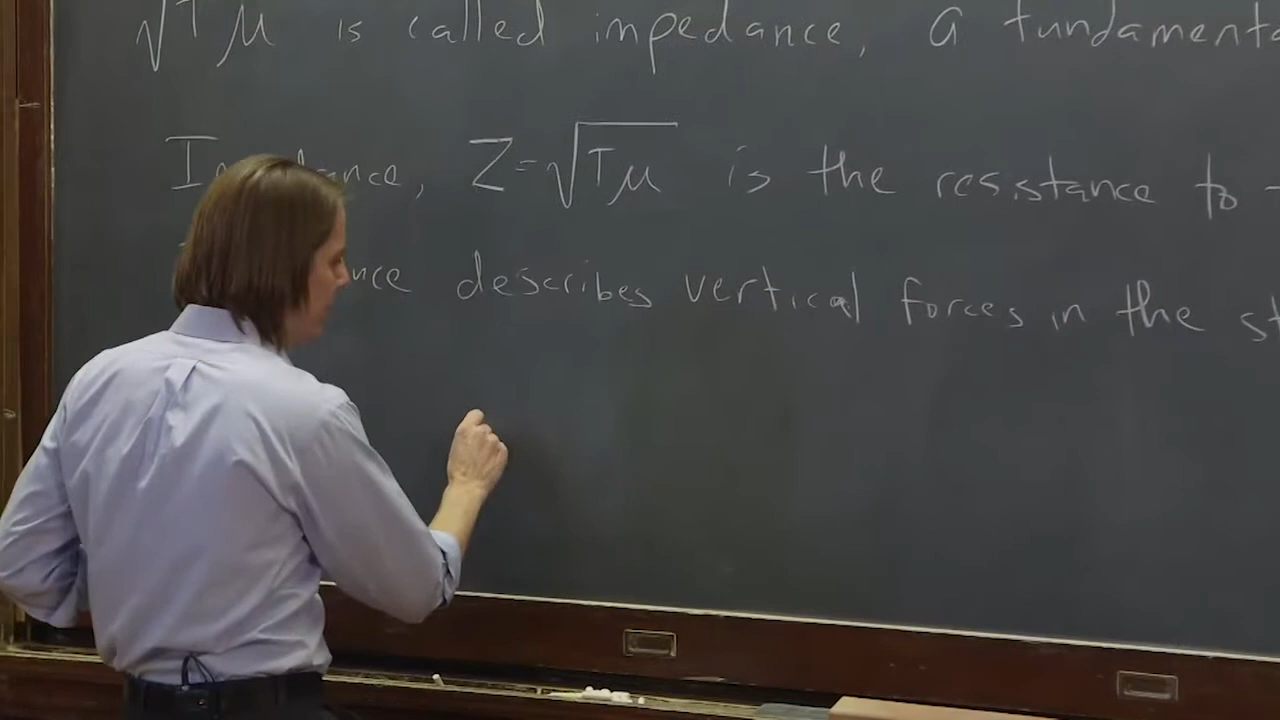 √Tμ is called impedance, a fundamenta
Z=√Tμ is the resistance to
describes vertical forces in the st